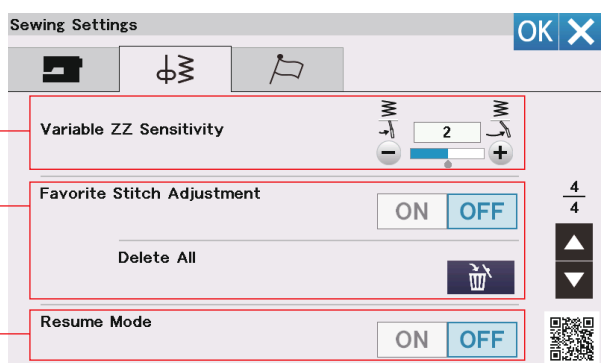 Sewing Settings
OK
Variable ZZ Sensitivity
2
Favorite Stitch Adjustment
ON OFF
4
4
Delete All
Resume Mode
ON OFF